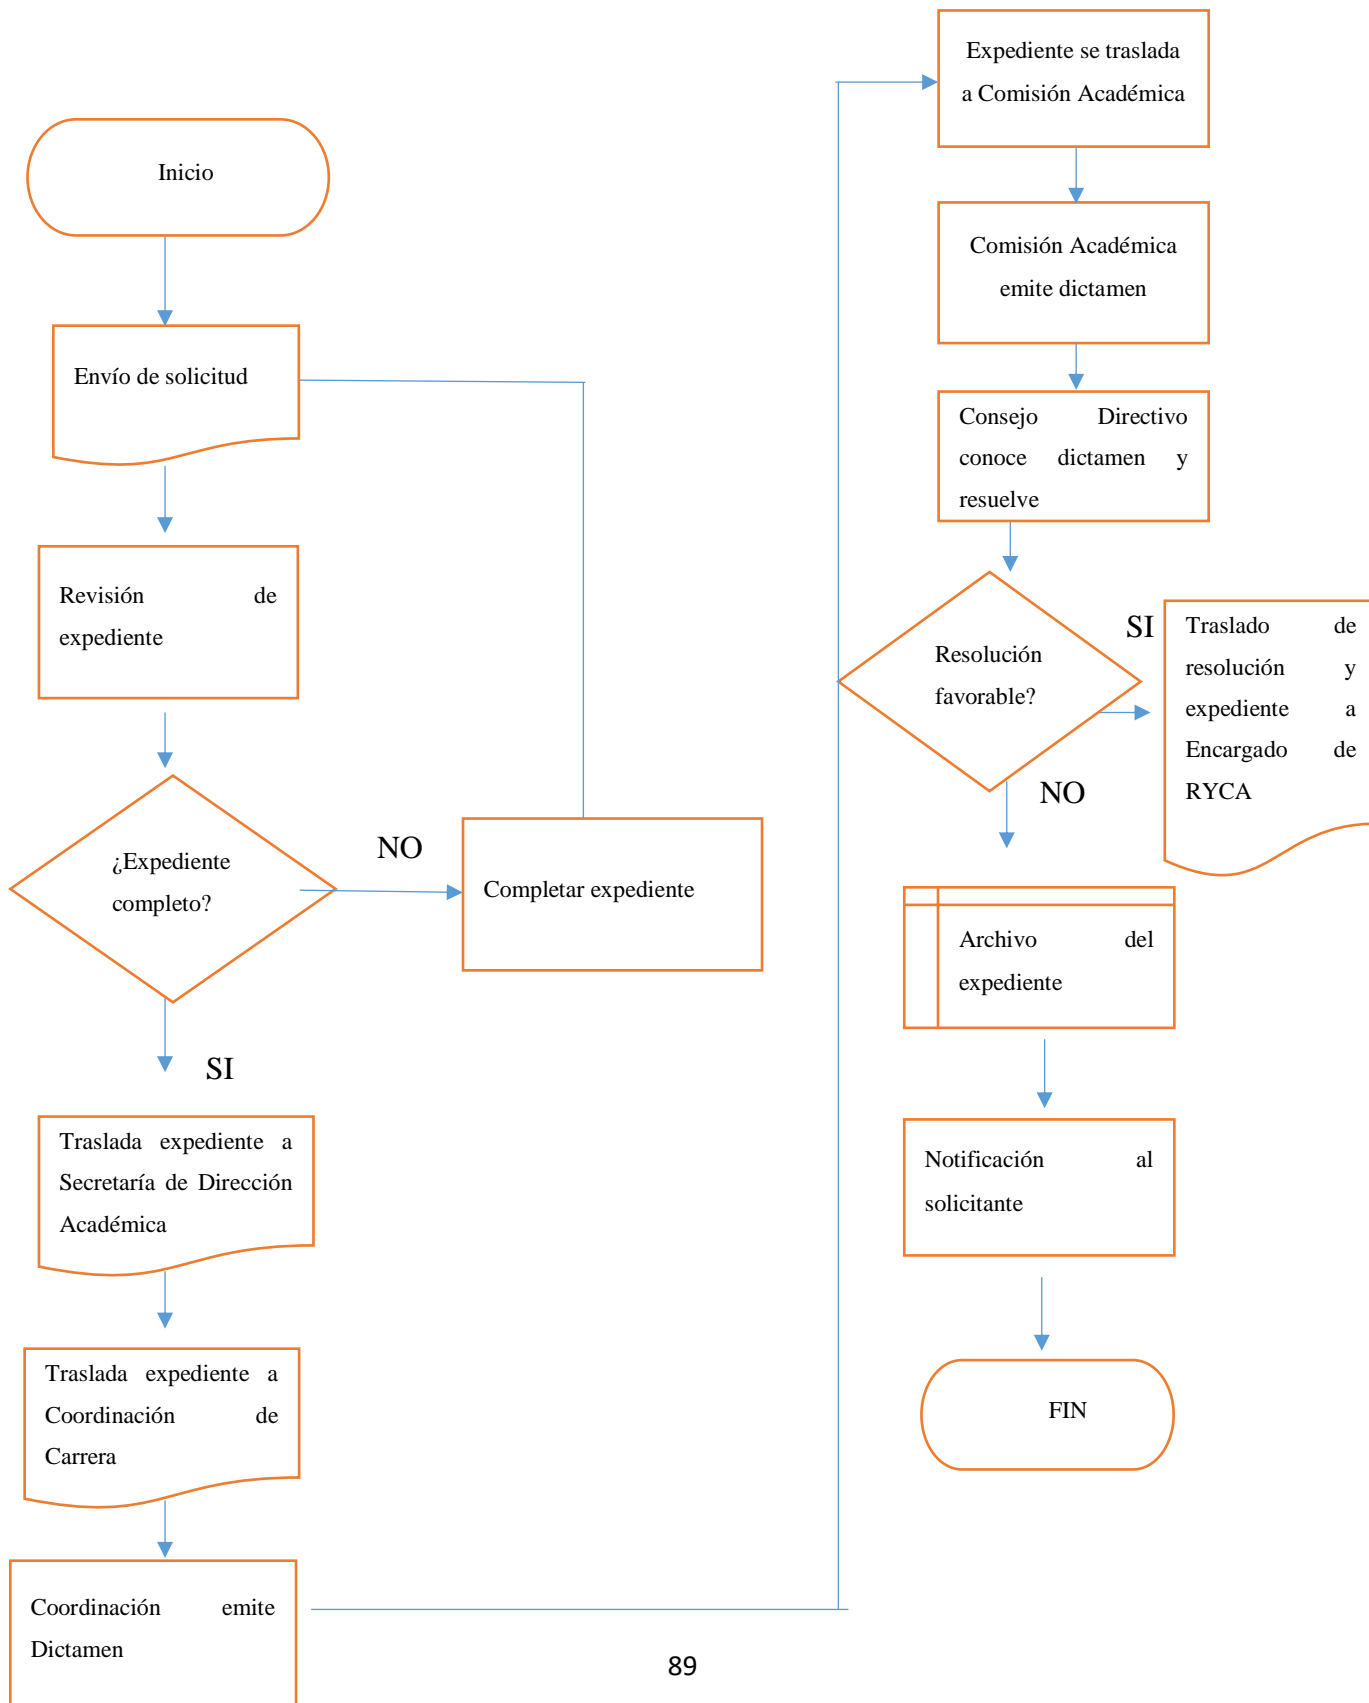 Inicio
Envío de solicitud
Revisión de
expediente
¿Expediente
completo?
NO
Completar expediente
SI
Traslada expediente a
Secretaría de Dirección
Académica
Traslada expediente a
Coordinación de
Carrera
Coordinación emite
Dictamen
Expediente se traslada
a Comisión Académica
Comisión Académica
emite dictamen
Consejo Directivo
conoce dictamen y
resuelve
Resolución
favorable?
SI
Traslado de
resolución y
expediente a
Encargado de
RYCA
NO
Archivo del
expediente
Notificación al
solicitante
FIN
89